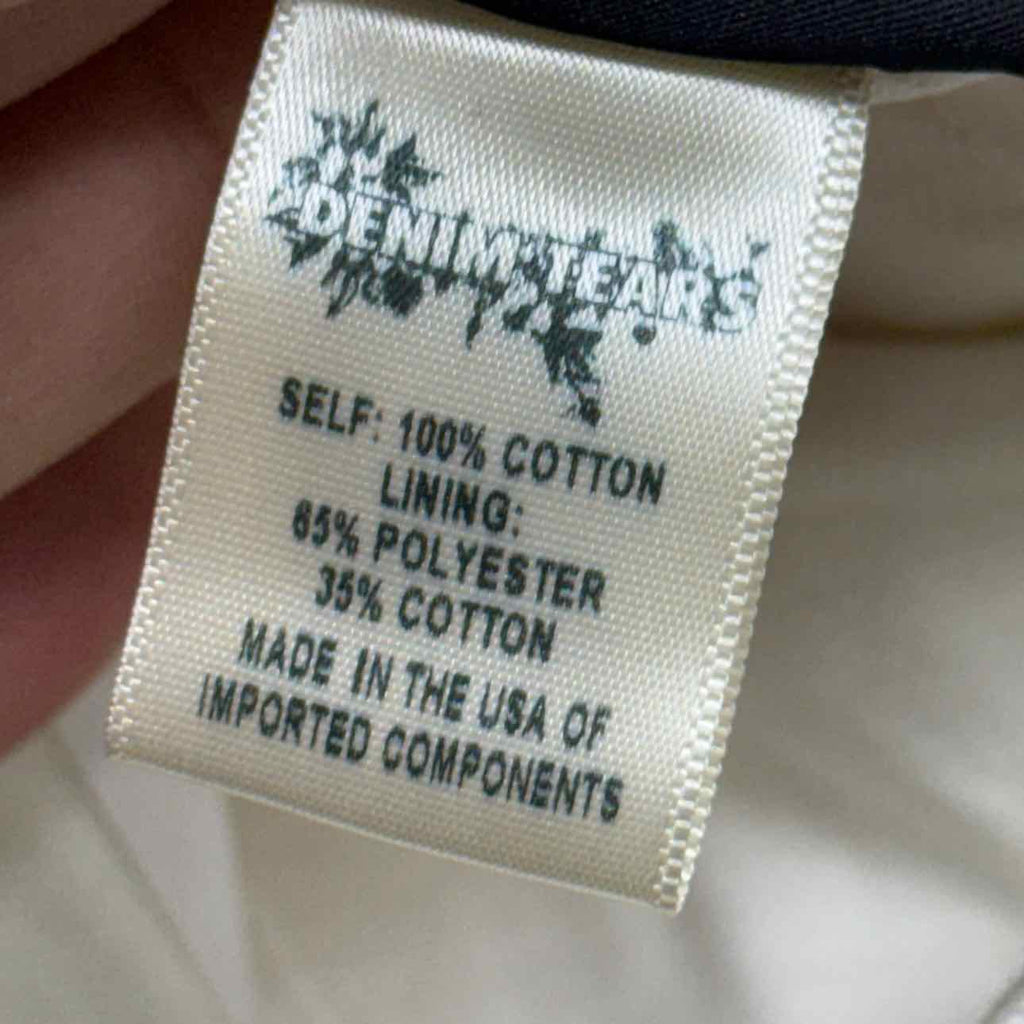 DENIM TEARS
SELF: 100% COTTON
LINING:
65% POLYESTER
35% COTTON
MADE IN THE USA OF
IMPORTED COMPONENTS